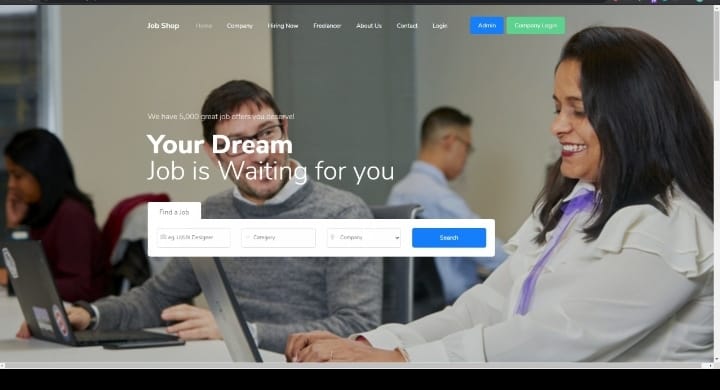 Job Shop Home Company Hiring Now Freelancer About Us Contact Login Admin Company Login
We have 5,000 great job offers you deserve!
Your Dream
Job is Waiting for you
Find a Job
eg. UI/UX Designer Category Company Search